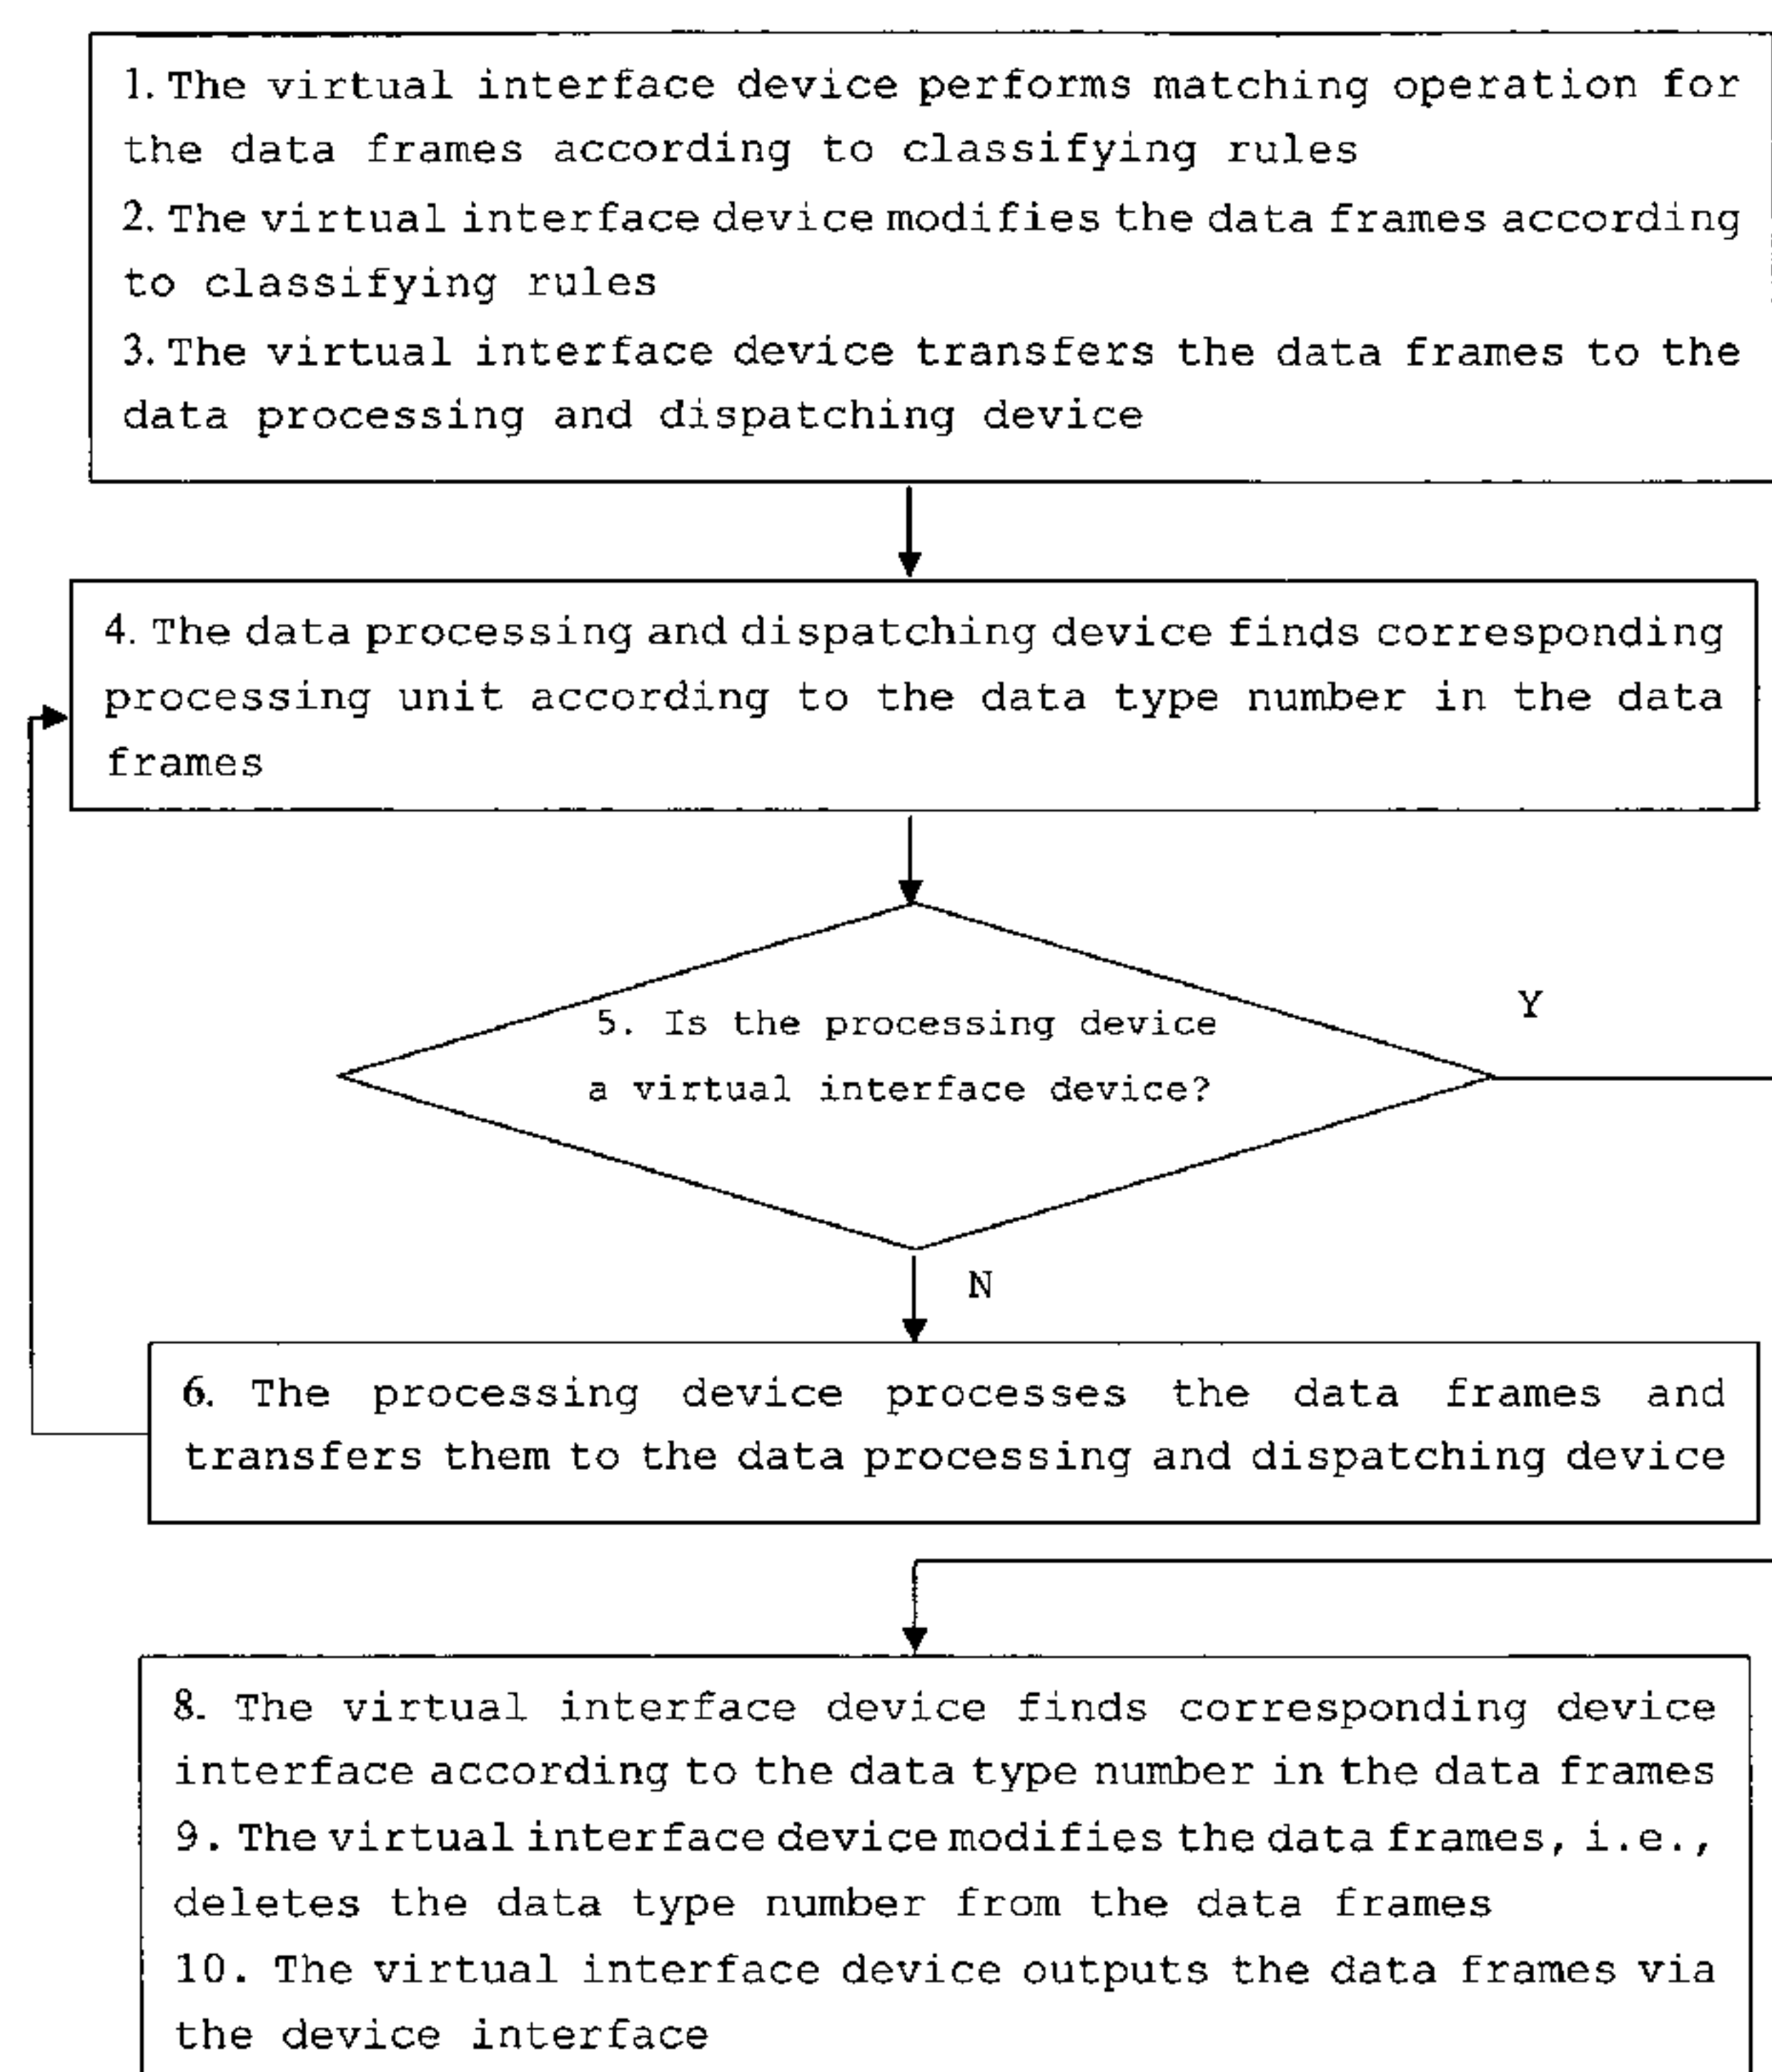 1. The virtual interface device performs matching operation for
the data frames according to classifying rules
2. The virtual interface device modifies the data frames according
to classifying rules
3. The virtual interface device transfers the data frames to the
data processing and dispatching device
4. The data processing and dispatching device finds corresponding
processing unit according to the data type number in the data
frames
5. Is the processing device
a virtual interface device?
Y
N
6. The processing device processes the data frames and
transfers them to the data processing and dispatching device
8. The virtual interface device finds corresponding device
interface according to the data type number in the data frames
9. The virtual interface device modifies the data frames, i.e.,
deletes the data type number from the data frames
10. The virtual interface device outputs the data frames via
the device interface